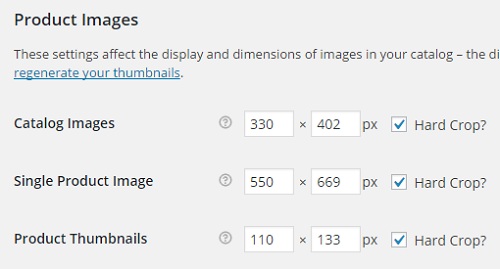 Product Images
These settings affect the display and dimensions of images in your catalog – the di
regenerate your thumbnails.
Catalog Images ? 330 × 402 px Hard Crop?
Single Product Image ? 550 × 669 px Hard Crop?
Product Thumbnails ? 110 × 133 px Hard Crop?